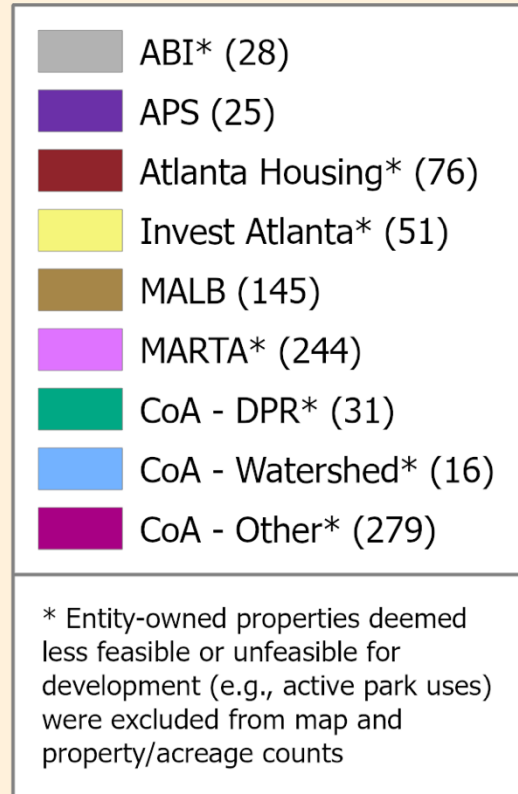 ABI* (28)
APS (25)
Atlanta Housing* (76)
Invest Atlanta* (51)
MALB (145)
MARTA* (244)
CoA - DPR* (31)
CoA - Watershed* (16)
CoA - Other* (279)
* Entity-owned properties deemed
less feasible or unfeasible for
development (e.g., active park uses)
were excluded from map and
property/acreage counts